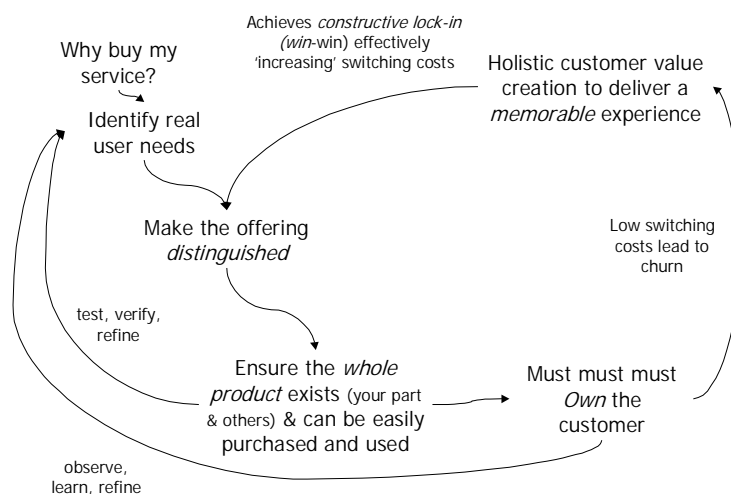 Why buy my
service?
Identify real
user needs
Achieves constructive lock-in
(win-win) effectively
'increasing' switching costs
Holistic customer value
creation to deliver a
memorable experience
Make the offering
distinguished
Low switching
costs lead to
churn
test, verify,
refine
Ensure the whole
product exists (your part
& others) & can be easily
purchased and used
Must must must
Own the
customer
observe,
learn, refine